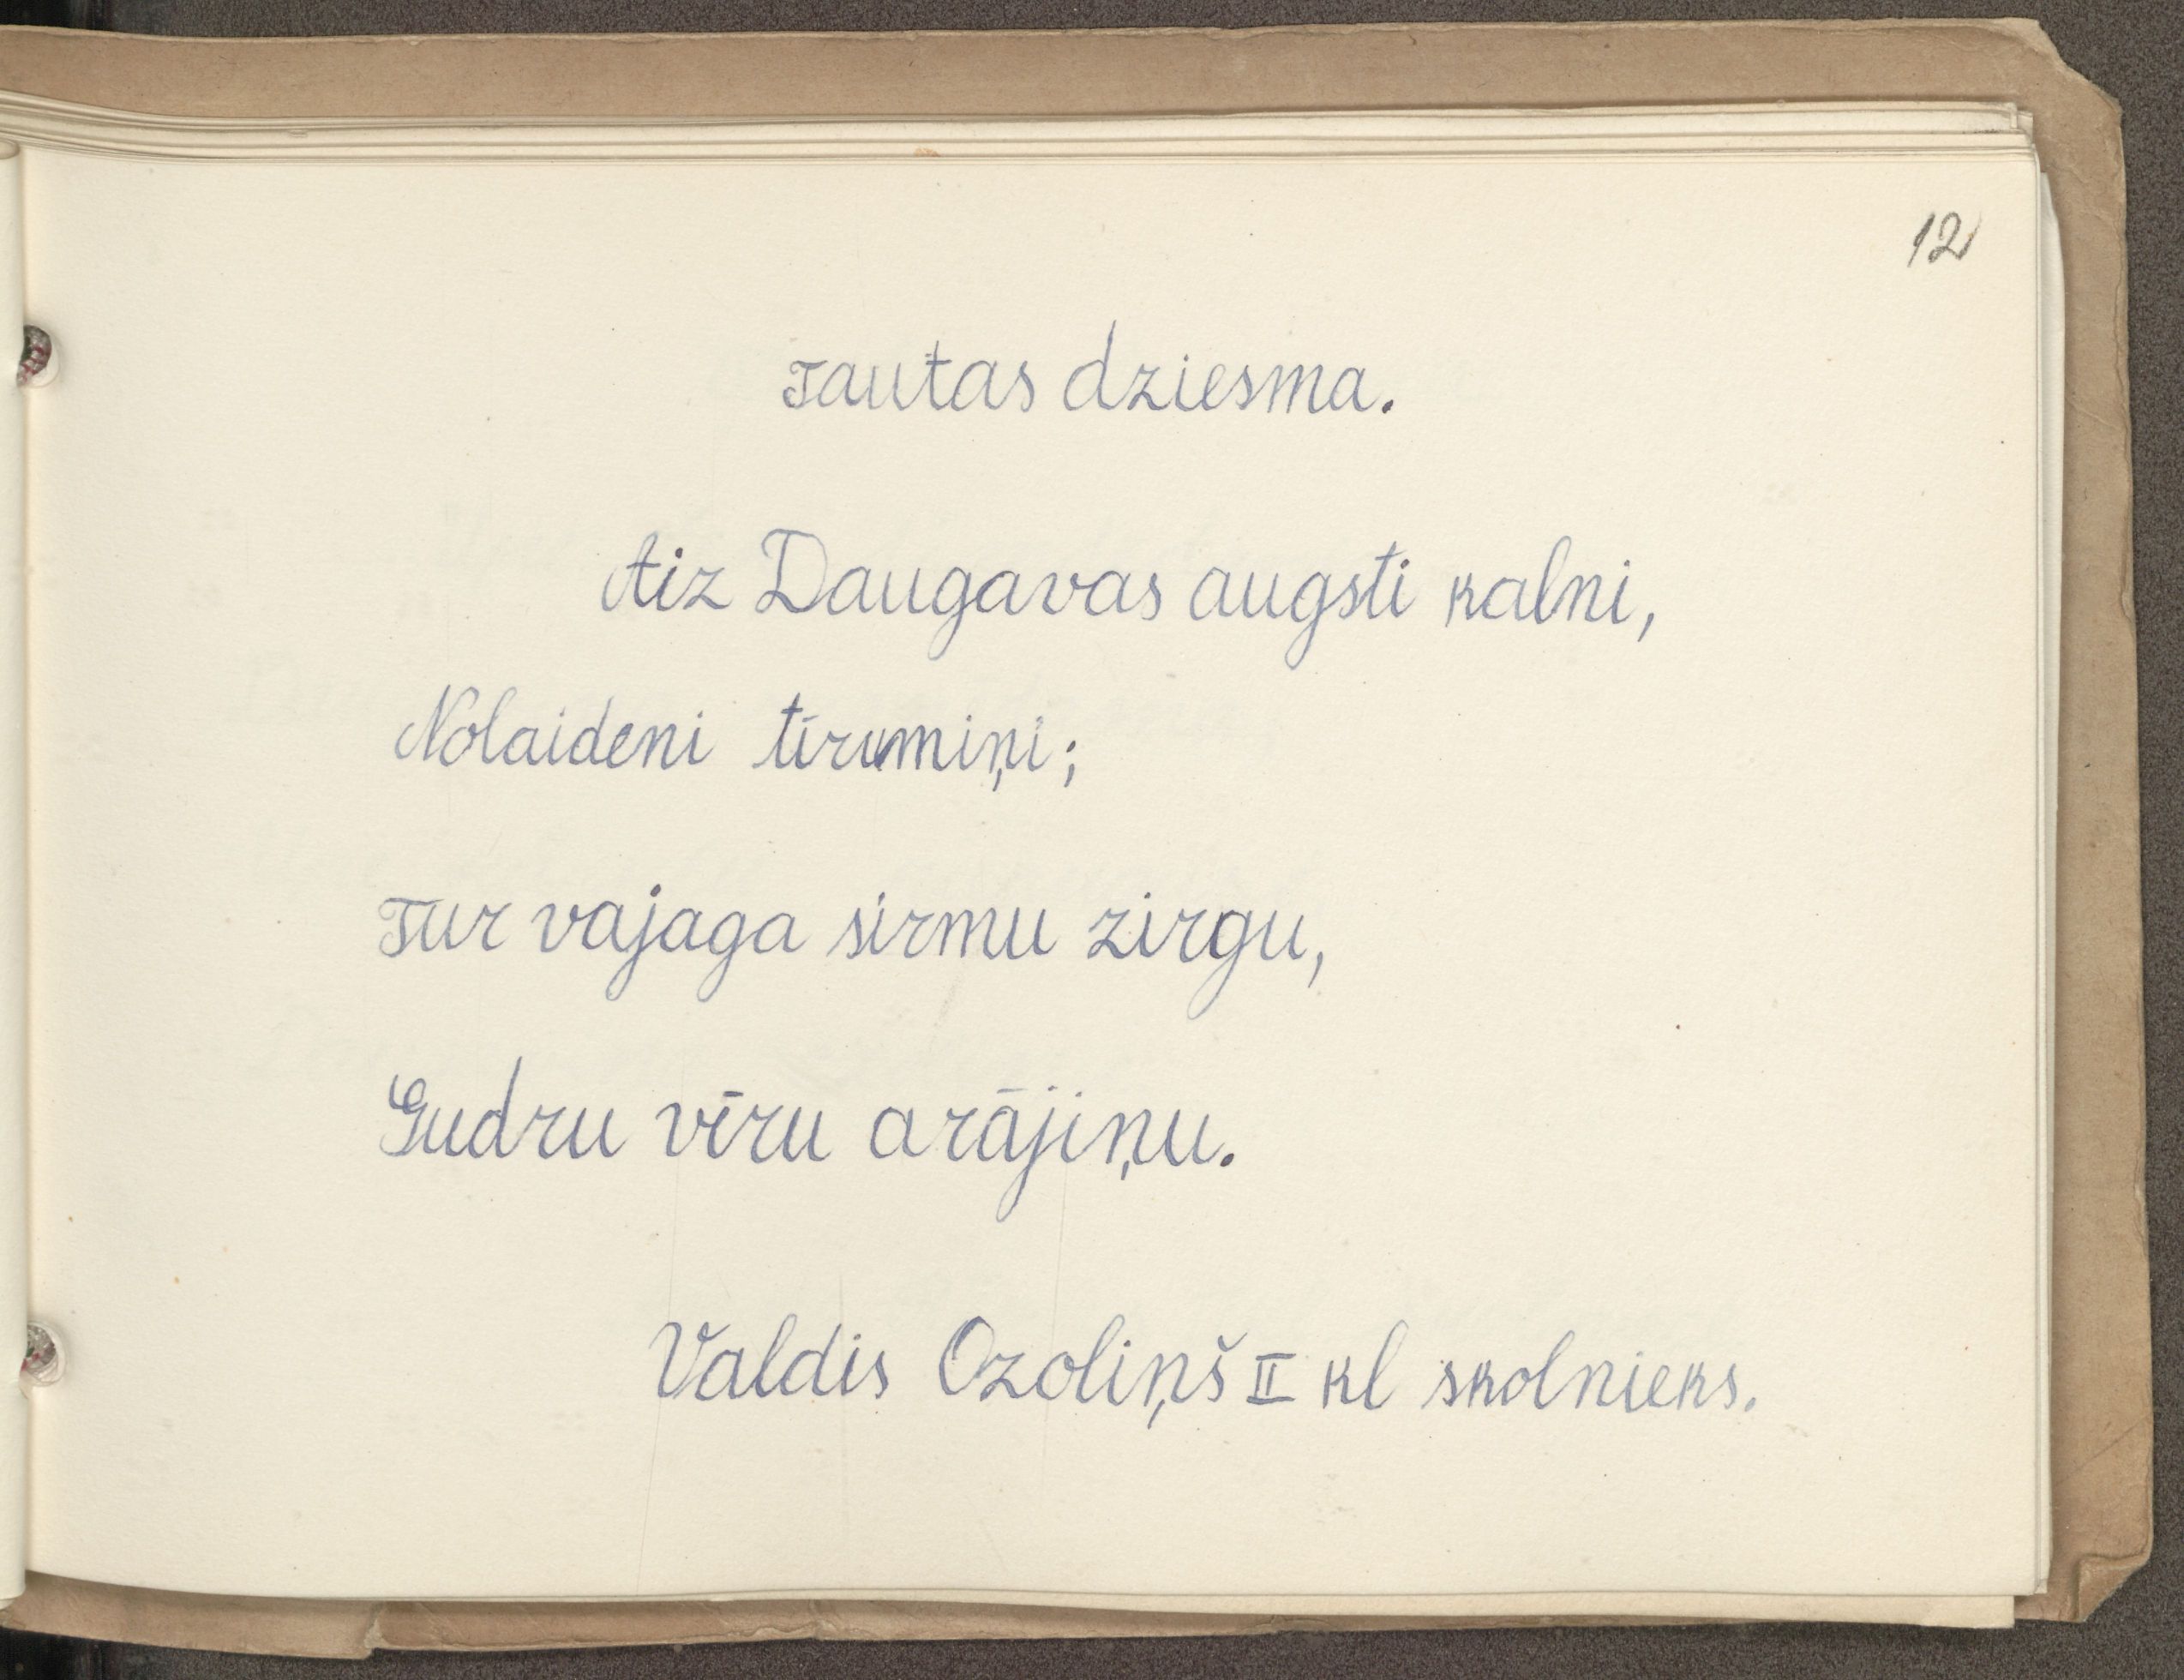 12
Tautas dziesma.
Aiz Daugavas augsti kalni,
Nolaideni tīrumiņi;
Tur vajaga sirmu zirgu,
Gudru vīru arājiņu.
Valdis Ozoliņš II kl skolnieks.